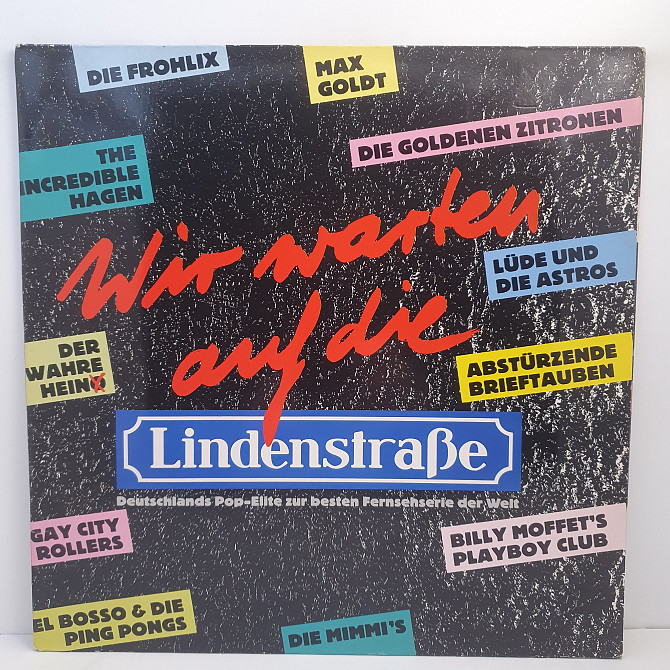 DIE FROHLIX
MAX
GOLDT
DIE GOLDENEN ZITRONEN
THE
INCREDIBLE
HAGEN
Wir warten
auf die
LÜDE UND
DIE ASTROS
DER
WAHRE
HEINO
ABSTÜRZENDE
BRIEFTAUBEN
Lindenstraße
Deutschlands Pop-Elite zur besten Fernsehserie der Welt
GAY CITY
ROLLERS
BILLY MOFFET'S
PLAYBOY CLUB
EL BOSSO & DIE
PING PONGS
DIE MIMMI'S